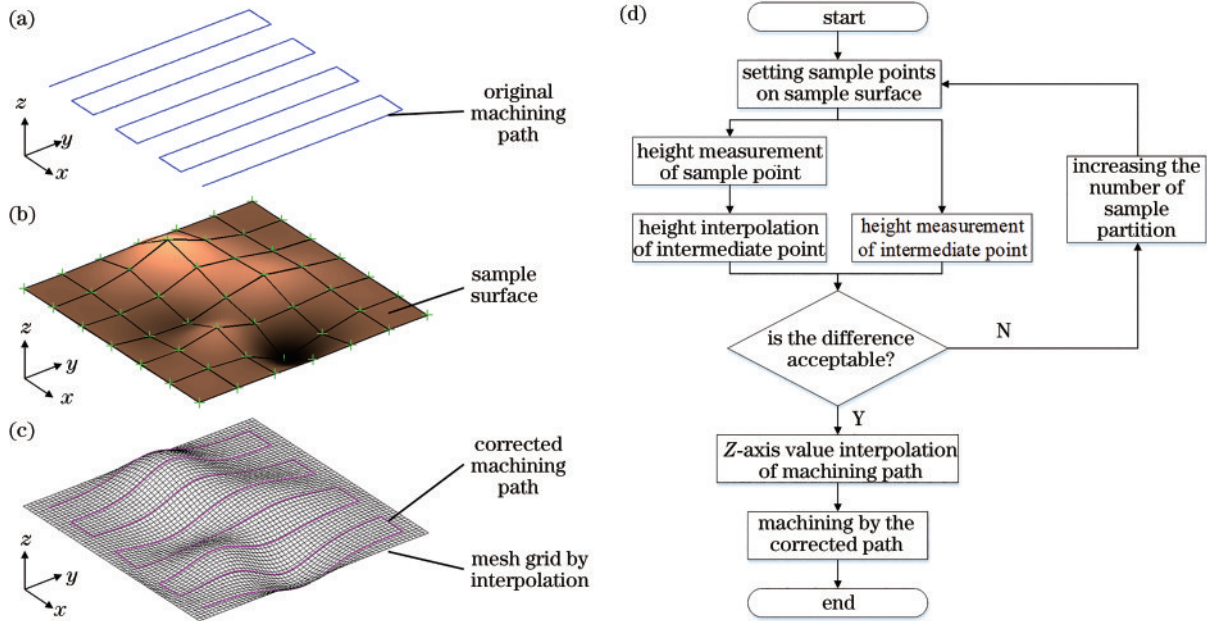 (a)
original
machining
path
z
y
x
(b)
sample
surface
z
y
x
(c)
corrected
machining
path
mesh grid by
interpolation
z
y
x
(d)
start
setting sample points
on sample surface
height measurement
of sample point
height interpolation
of intermediate point
height measurement
of intermediate point
increasing the
number of
sample
partition
is the difference
acceptable?
N
Y
Z-axis value interpolation
of machining path
machining by the
corrected path
end